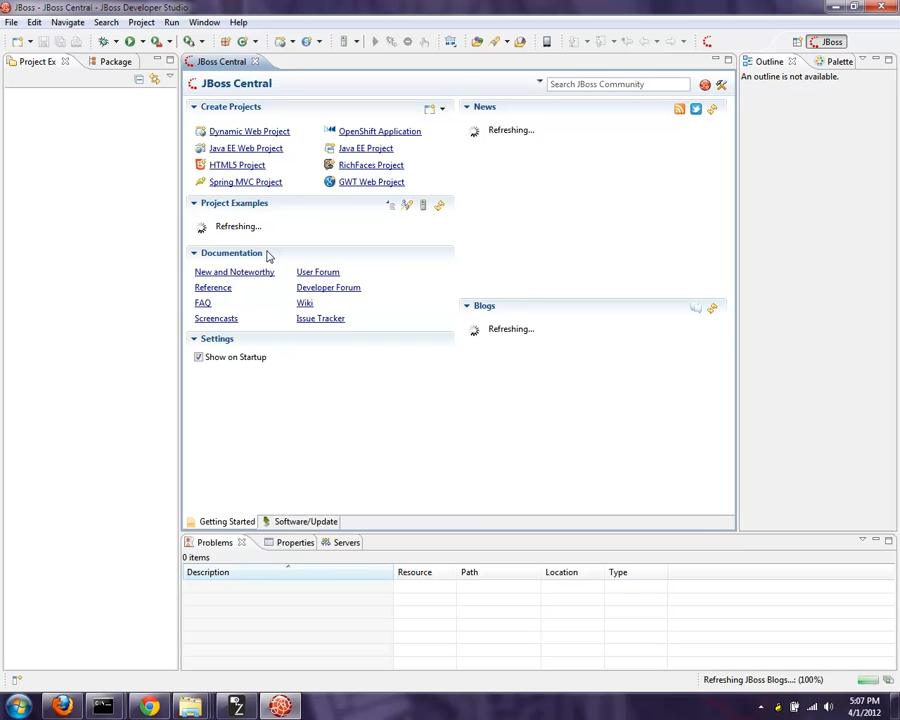 JBoss - JBoss Central - JBoss Developer Studio
File Edit Navigate Search Project Run Window Help
JBoss
Project Ex Package
JBoss Central
Outline Palette
An outline is not available.
JBoss Central
Search JBoss Community
Create Projects
Dynamic Web Project OpenShift Application
Java EE Web Project Java EE Project
HTML5 Project RichFaces Project
Spring MVC Project GWT Web Project
Project Examples
Refreshing...
Documentation
New and Noteworthy User Forum
Reference Developer Forum
FAQ Wiki
Screencasts Issue Tracker
Settings
Show on Startup
News
Refreshing...
Blogs
Refreshing...
Getting Started Software/Update
Problems Properties Servers
0 items
Description Resource Path Location Type
Refreshing JBoss Blogs...: (100%)
5:07 PM
4/1/2012